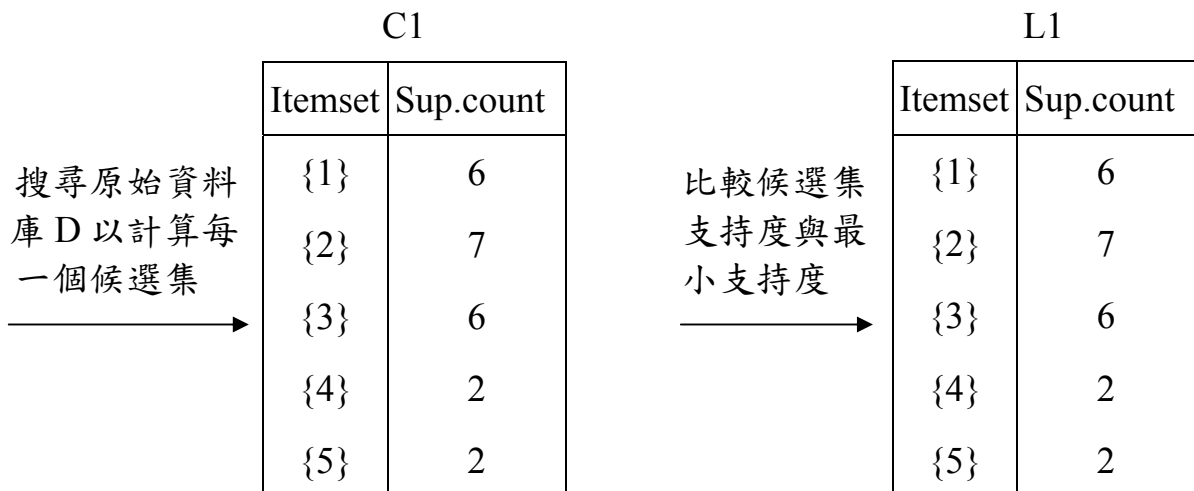 C1
Itemset Sup.count
{1} 6
{2} 7
{3} 6
{4} 2
{5} 2
搜尋原始資料
庫 D 以計算每
一個候選集
L1
Itemset Sup.count
{1} 6
{2} 7
{3} 6
{4} 2
{5} 2
比較候選集
支持度與最
小支持度